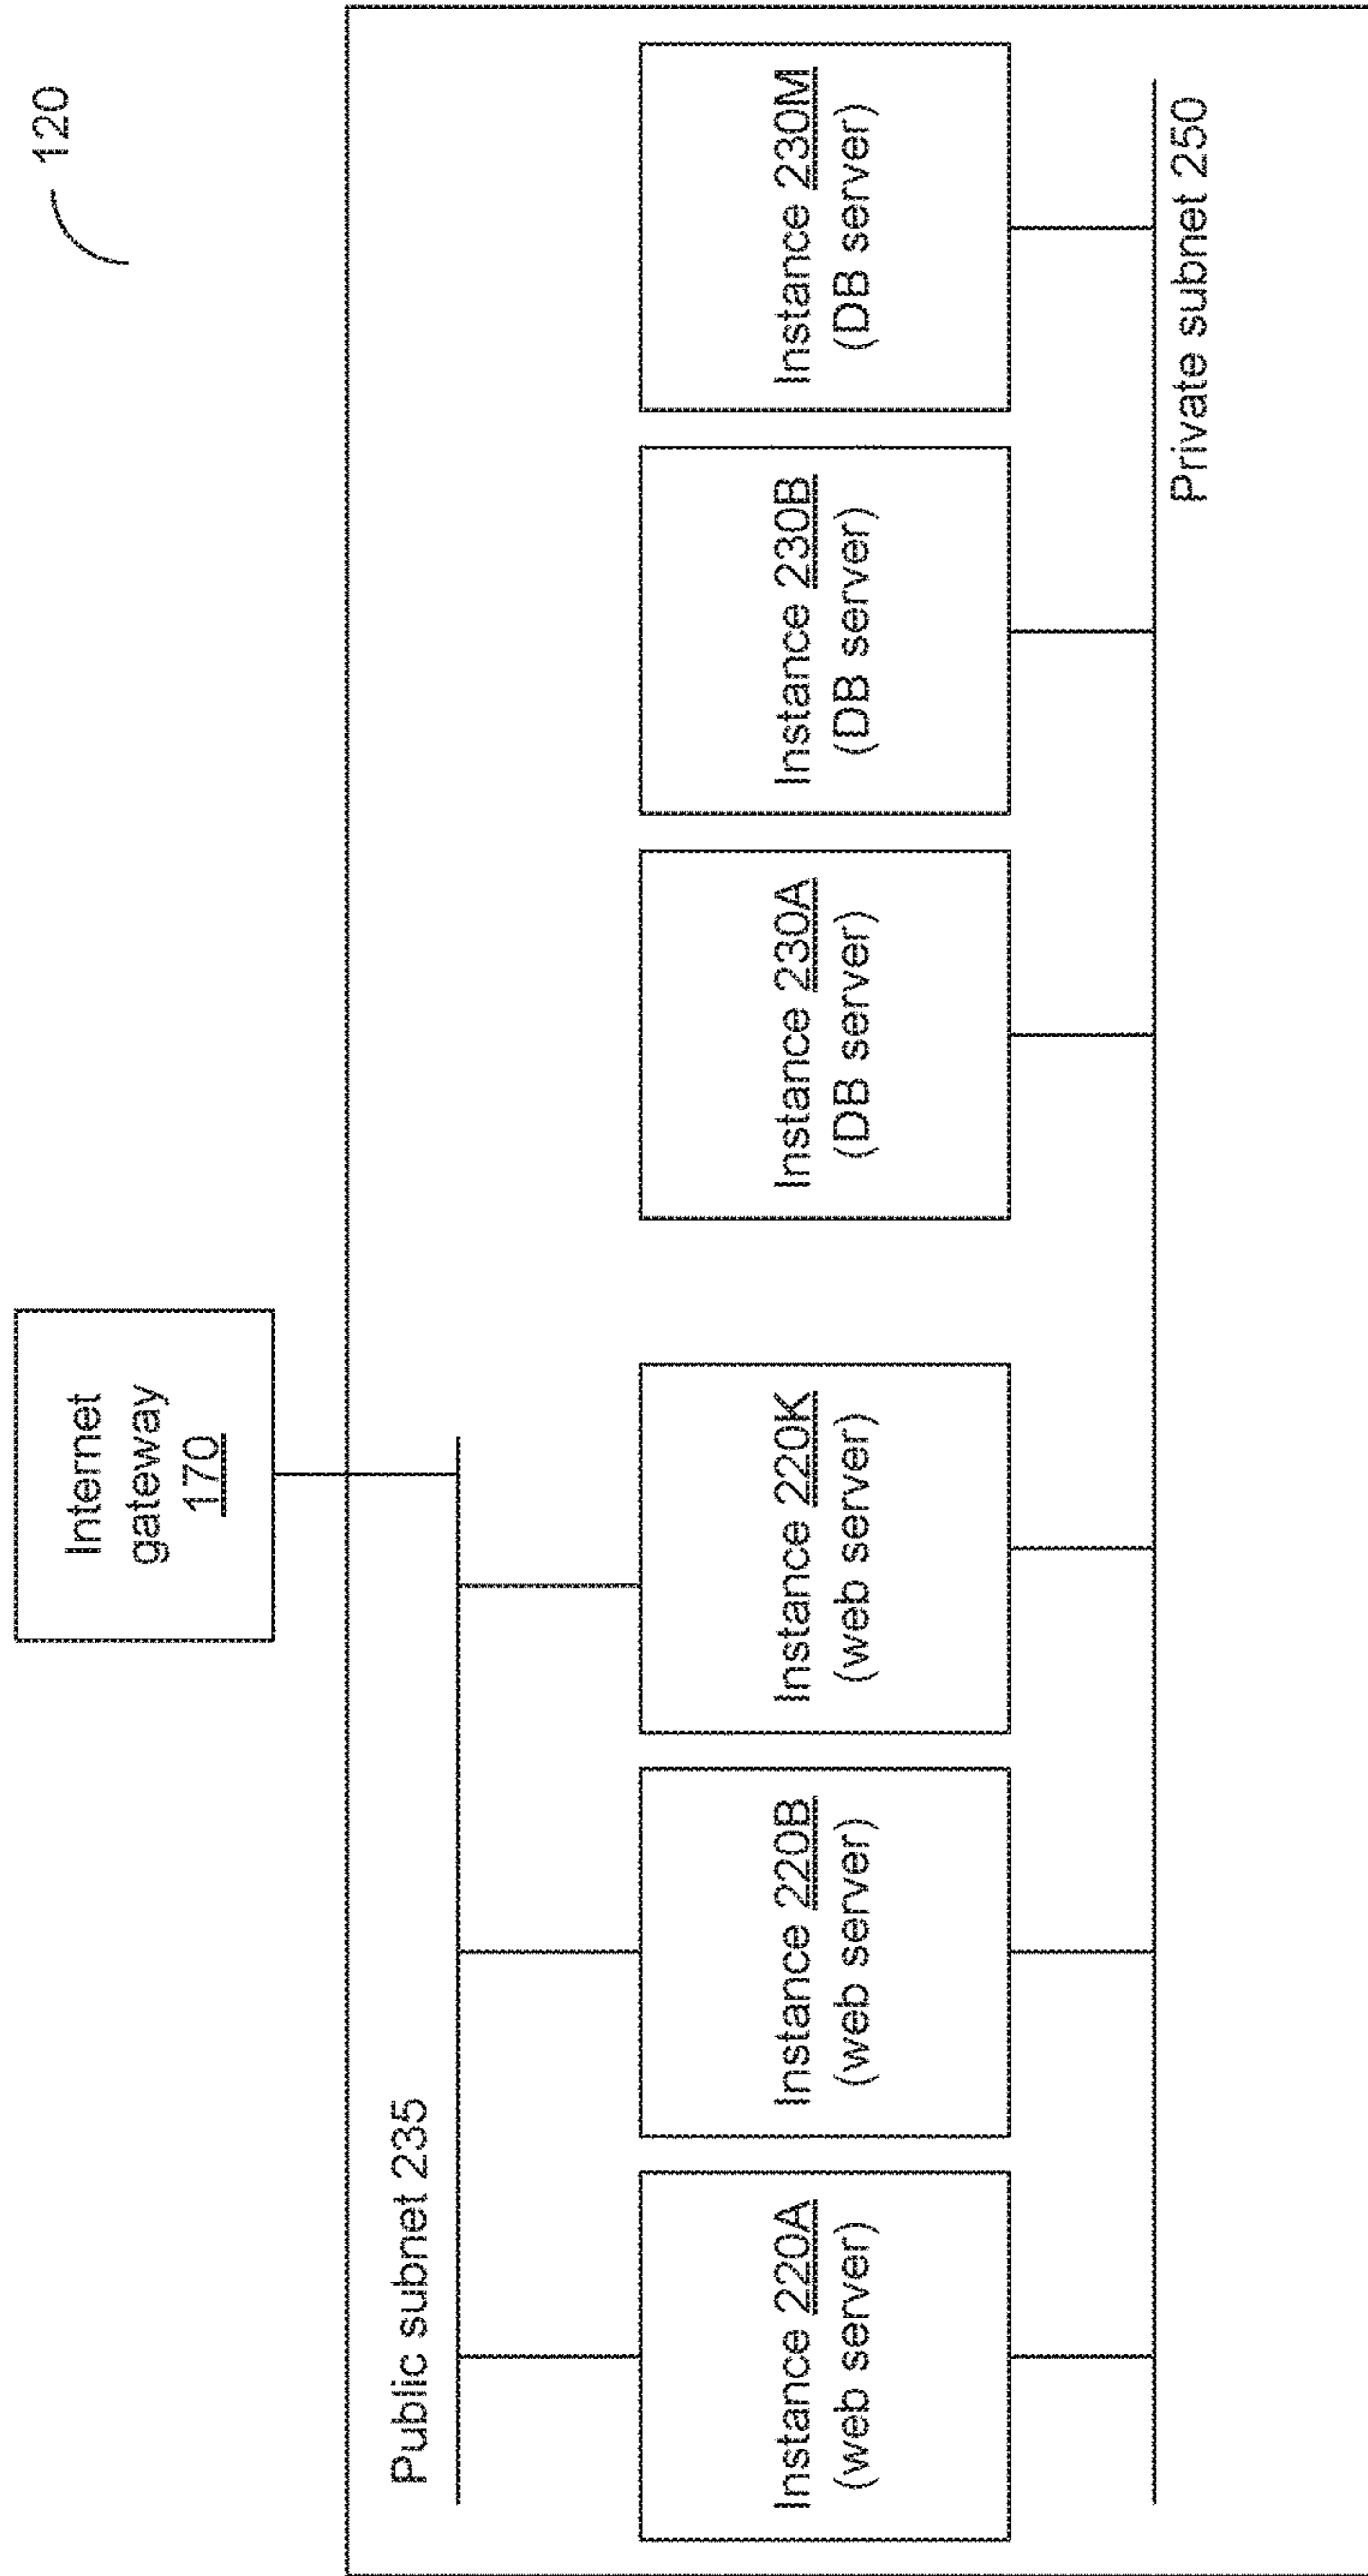 120
Internet
gateway
170
Public subnet 235
Instance 220A
(web server)
Instance 220B
(web server)
Instance 220K
(web server)
Instance 230A
(DB server)
Instance 230B
(DB server)
Instance 230M
(DB server)
Private subnet 250